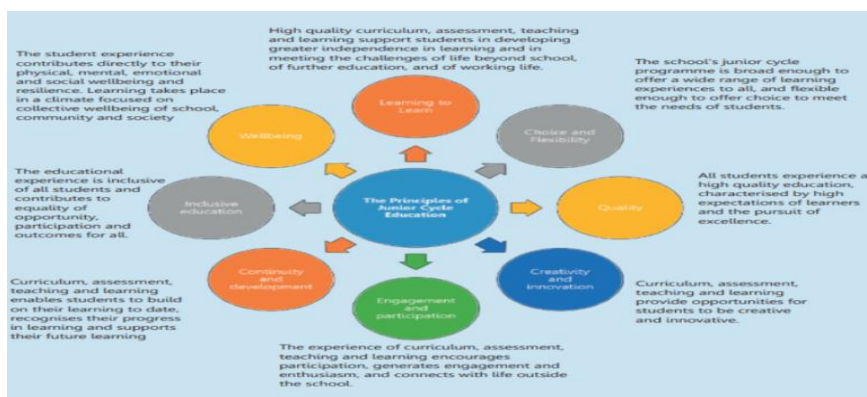 High quality curriculum, assessment, teaching
and learning support students in developing
greater independence in learning and in
meeting the challenges of life beyond school,
of further education, and of working life.
The student experience
contributes directly to their
physical, mental, emotional
and social wellbeing and
resilience. Learning takes place
in a climate focused on
collective wellbeing of school,
community and society
The school's junior cycle
programme is broad enough to
offer a wide range of learning
experiences to all, and flexible
enough to offer choice to meet
the needs of students.
Learning to
Learn
Wellbeing
Choice and
Flexibility
The educational
experience is inclusive
of all students and
contributes to
equality of
opportunity,
participation and
outcomes for all.
Inclusive
education
The Principles of
Junior Cycle
Education
Quality
All students experience a
high quality education,
characterised by high
expectations of learners
and the pursuit of
excellence.
Continuity
and
development
Creativity
and
innovation
Engagement
and
participation
Curriculum, assessment,
teaching and learning
enables students to build
on their learning to date,
recognises their progress
in learning and supports
their future learning
Curriculum, assessment,
teaching and learning
provide opportunities for
students to be creative
and innovative.
The experience of curriculum, assessment,
teaching and learning encourages
participation, generates engagement and
enthusiasm, and connects with life outside
the school.